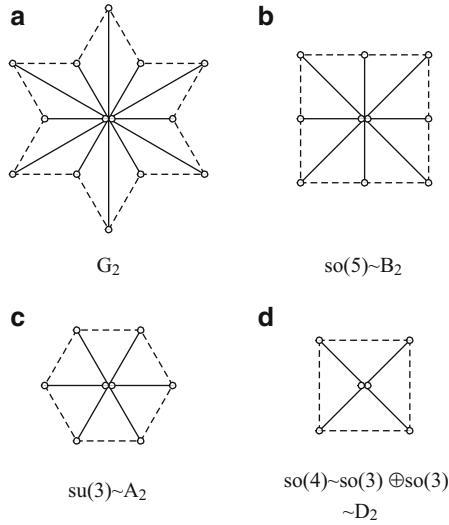 a
b
G₂
so(5)~B₂
c
d
su(3)~A₂
so(4)~so(3) ⊕so(3)
~D₂